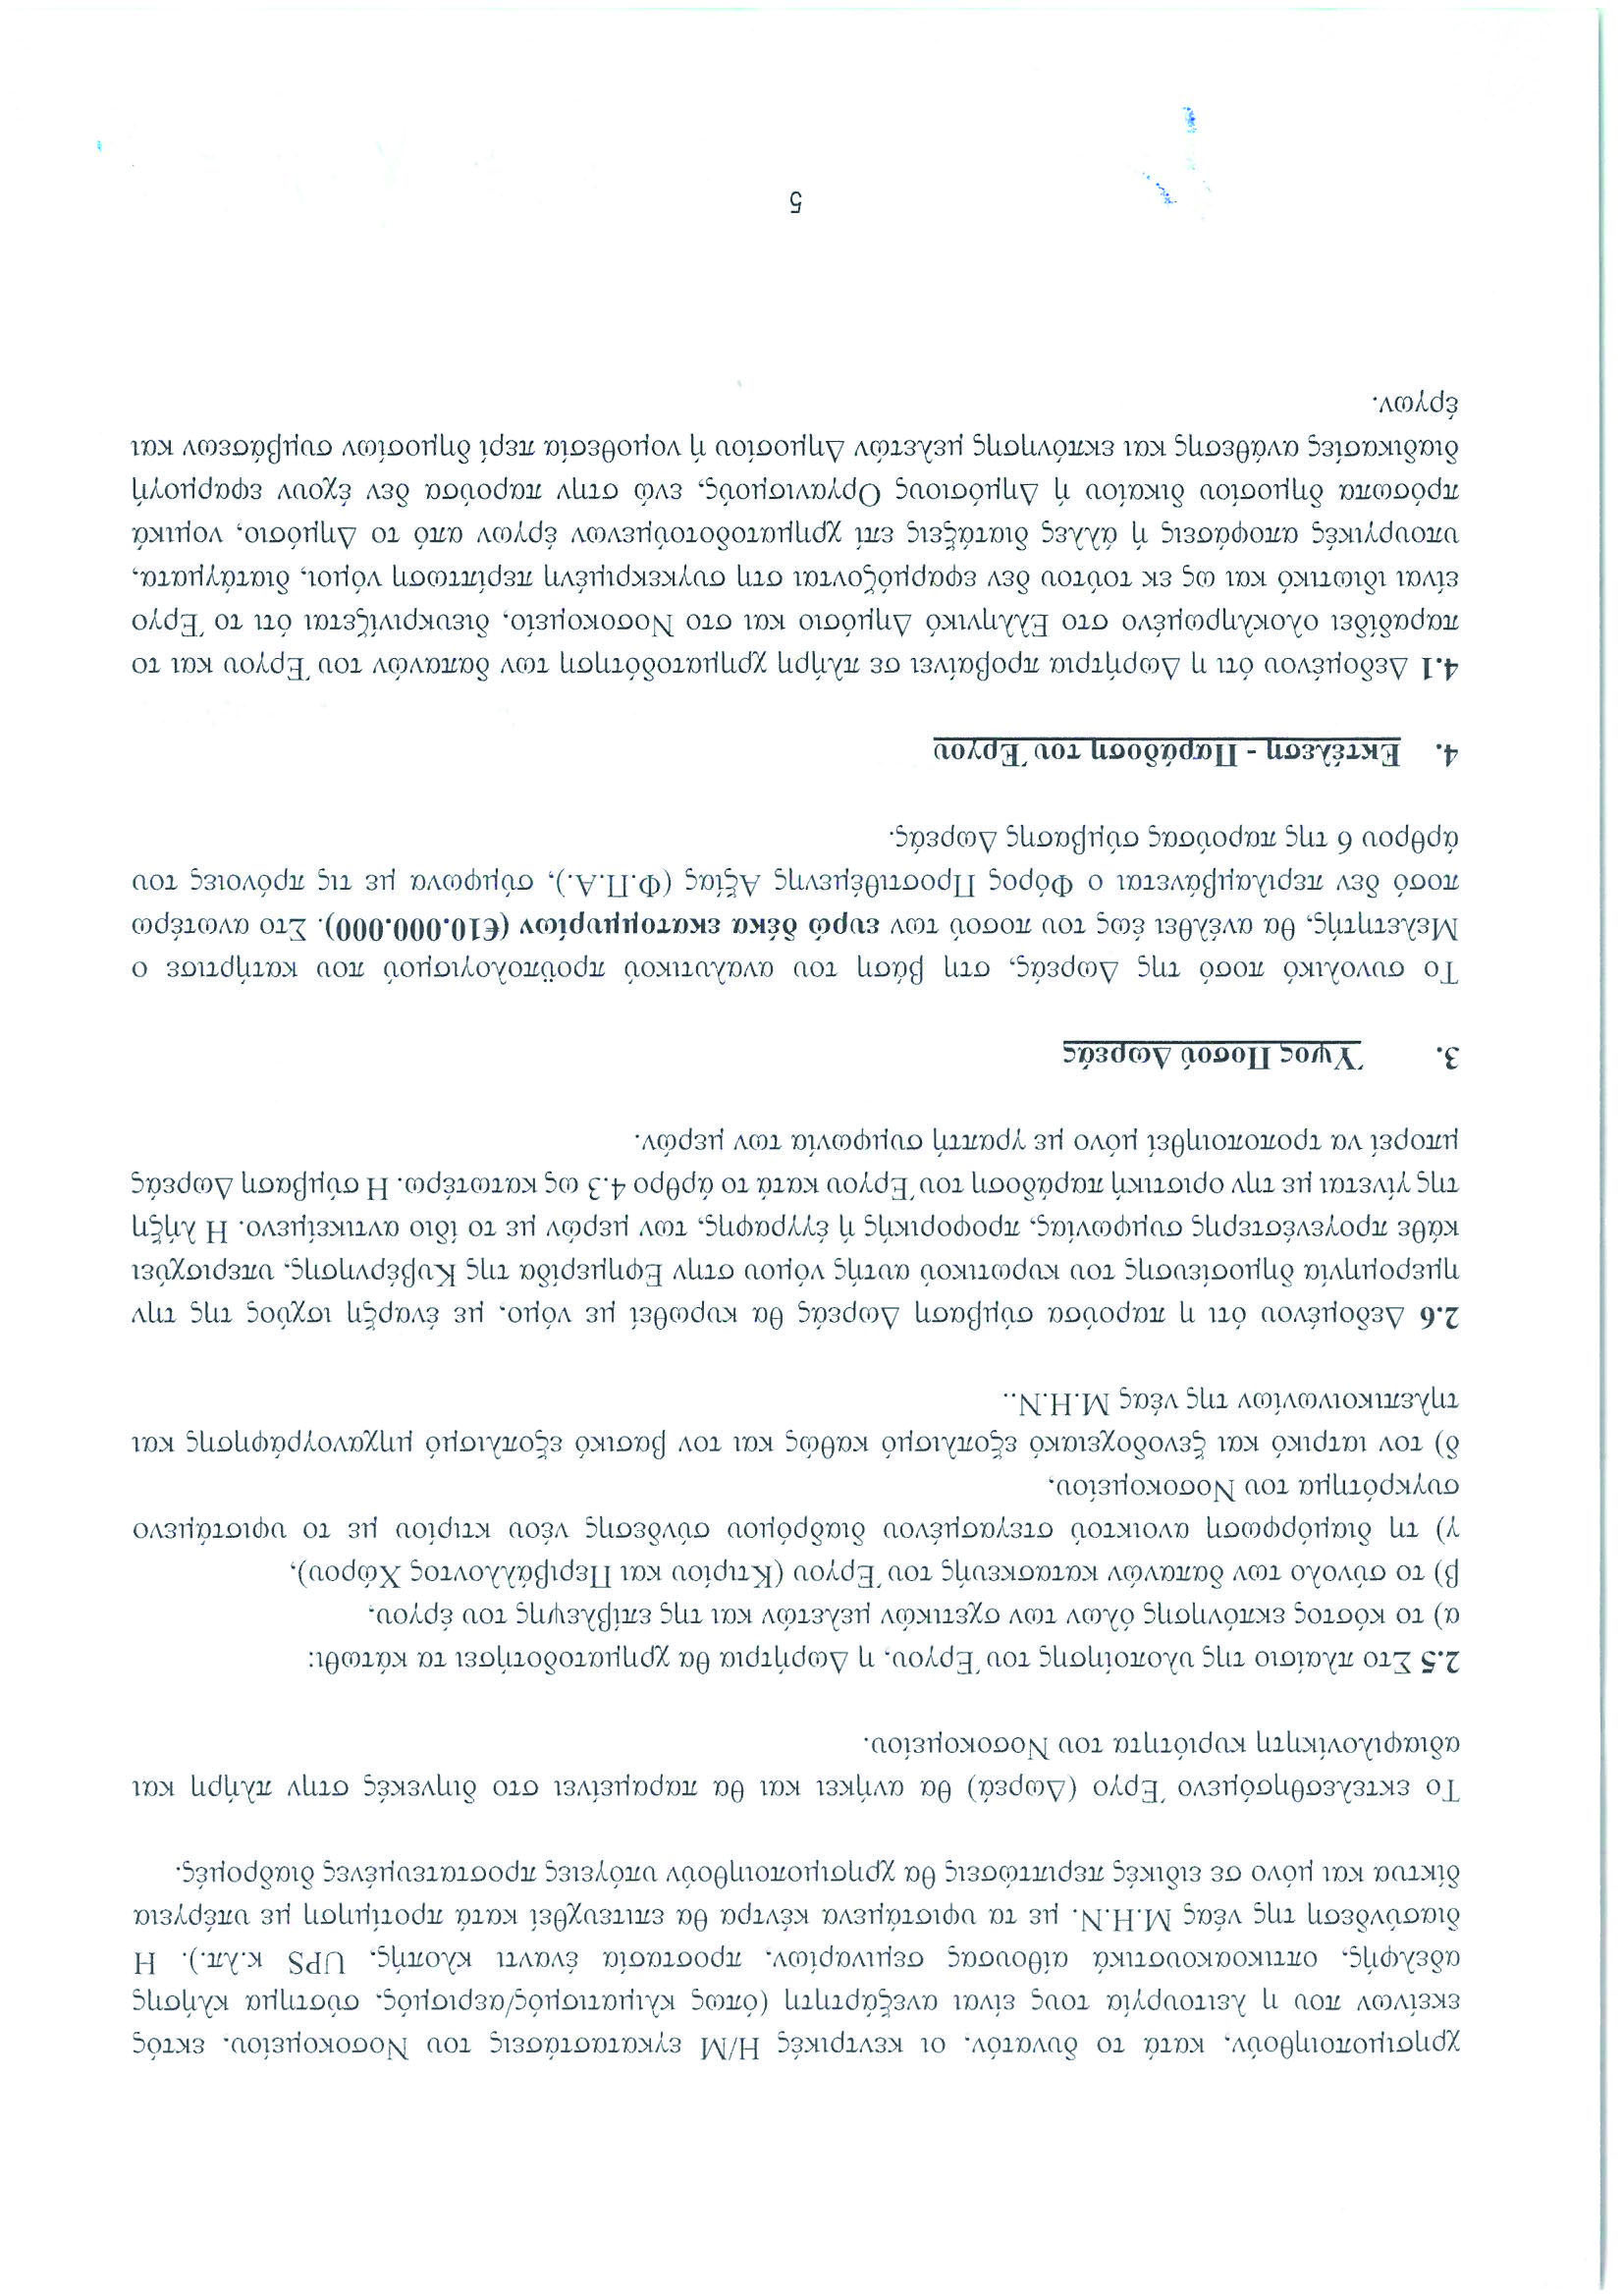 χρησιμοποιηθούν, κατά το δυνατόν, οι κεντρικές Η/Μ εγκαταστάσεις του Νοσοκομείου, εκτός
εκείνων που η λειτουργία τους είναι ανεξάρτητη (όπως κλιματισμός/αερισμός, σύστημα κλήσης
αδελφής, οπτικοακουστικά αίθουσας σεμιναρίων, προστασία έναντι κλοπής, UPS κ.λπ.). Η
διασύνδεση της νέας Μ.Η.Ν. με τα υφιστάμενα κέντρα θα επιτευχθεί κατά προτίμηση με υπέργεια
δίκτυα και μόνο σε ειδικές περιπτώσεις θα χρησιμοποιηθούν υπόγειες προστατευμένες διαδρομές.
Το εκτελεσθησόμενο Έργο (Δωρεά) θα ανήκει και θα παραμείνει στο διηνεκές στην πλήρη και
αδιαφιλονίκητη κυριότητα του Νοσοκομείου.
2.5 Στο πλαίσιο της υλοποίησης του Έργου, η Δωρήτρια θα χρηματοδοτήσει τα κάτωθι:
α) το κόστος εκπόνησης όλων των σχετικών μελετών και της επίβλεψης του έργου,
β) το σύνολο των δαπανών κατασκευής του Έργου (Κτιρίου και Περιβάλλοντος Χώρου),
γ) τη διαμόρφωση ανοικτού στεγασμένου διαδρόμου σύνδεσης νέου κτιρίου με το υφιστάμενο
συγκρότημα του Νοσοκομείου,
δ) τον ιατρικό και ξενοδοχειακό εξοπλισμό καθώς και τον βασικό εξοπλισμό μηχανογράφησης και
τηλεπικοινωνίων της νέας Μ.Η.Ν..
2.6 Δεδομένου ότι η παρούσα σύμβαση Δωρεάς θα κυρωθεί με νόμο, με έναρξη ισχύος της την
ημερομηνία δημοσίευσης του κυρωτικού αυτής νόμου στην Εφημερίδα της Κυβέρνησης, υπερισχύει
κάθε προγενέστερης συμφωνίας, προφορικής ή έγγραφης, των μερών με το ίδιο αντικείμενο. Η λήξη
της γίνεται με την οριστική παράδοση του Έργου κατά το άρθρο 4.3 ως κατωτέρω. Η σύμβαση Δωρεάς
μπορεί να τροποποιηθεί μόνο με γραπτή συμφωνία των μερών.
3. Ύψος Ποσού Δωρεάς
Το συνολικό ποσό της Δωρεάς, στη βάση του αναλυτικού προϋπολογισμού που κατήρτισε ο
Μελετητής, θα ανέλθει έως του ποσού των ευρώ δέκα εκατομμυρίων (€10.000.000). Στο ανωτέρω
ποσό δεν περιλαμβάνεται ο Φόρος Προστιθέμενης Αξίας (Φ.Π.Α.), σύμφωνα με τις πρόνοιες του
άρθρου 6 της παρούσας σύμβασης Δωρεάς.
4. Εκτέλεση - Παράδοση του Έργου
4.1 Δεδομένου ότι η Δωρήτρια προβαίνει σε πλήρη χρηματοδότηση των δαπανών του Έργου και το
παραδίδει ολοκληρωμένο στο Ελληνικό Δημόσιο και στο Νοσοκομείο, διευκρινίζεται ότι το Έργο
είναι ιδιωτικό και ως εκ τούτου δεν εφαρμόζονται στη συγκεκριμένη περίπτωση νόμοι, διατάγματα,
υπουργικές αποφάσεις ή άλλες διατάξεις επί χρηματοδοτούμενων έργων από το Δημόσιο, νομικά
πρόσωπα δημοσίου δικαίου ή Δημόσιους Οργανισμούς, ενώ στην παρούσα δεν έχουν εφαρμογή
διαδικασίες ανάθεσης και εκπόνησης μελετών Δημοσίου ή νομοθεσία περί δημοσίων συμβάσεων και
έργων.
5